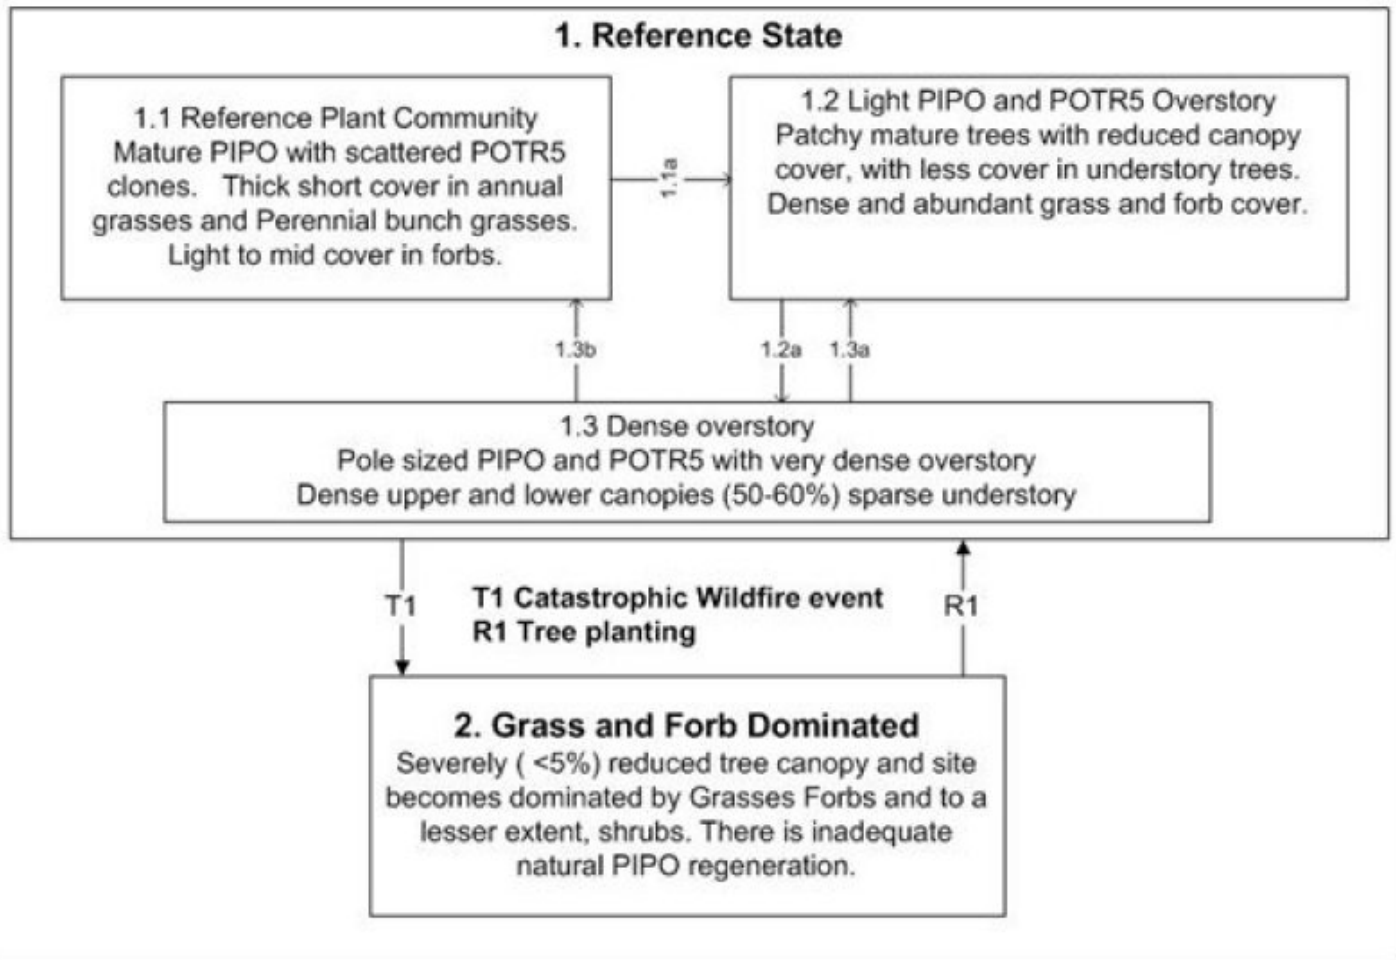 1. Reference State
1.1 Reference Plant Community
Mature PIPO with scattered POTR5
clones. Thick short cover in annual
grasses and Perennial bunch grasses.
Light to mid cover in forbs.
1.1a
1.2 Light PIPO and POTR5 Overstory
Patchy mature trees with reduced canopy
cover, with less cover in understory trees.
Dense and abundant grass and forb cover.
1.3b
1.2a
1.3a
1.3 Dense overstory
Pole sized PIPO and POTR5 with very dense overstory
Dense upper and lower canopies (50-60%) sparse understory
T1
T1 Catastrophic Wildfire event
R1 Tree planting
R1
2. Grass and Forb Dominated
Severely ( <5%) reduced tree canopy and site
becomes dominated by Grasses Forbs and to a
lesser extent, shrubs. There is inadequate
natural PIPO regeneration.